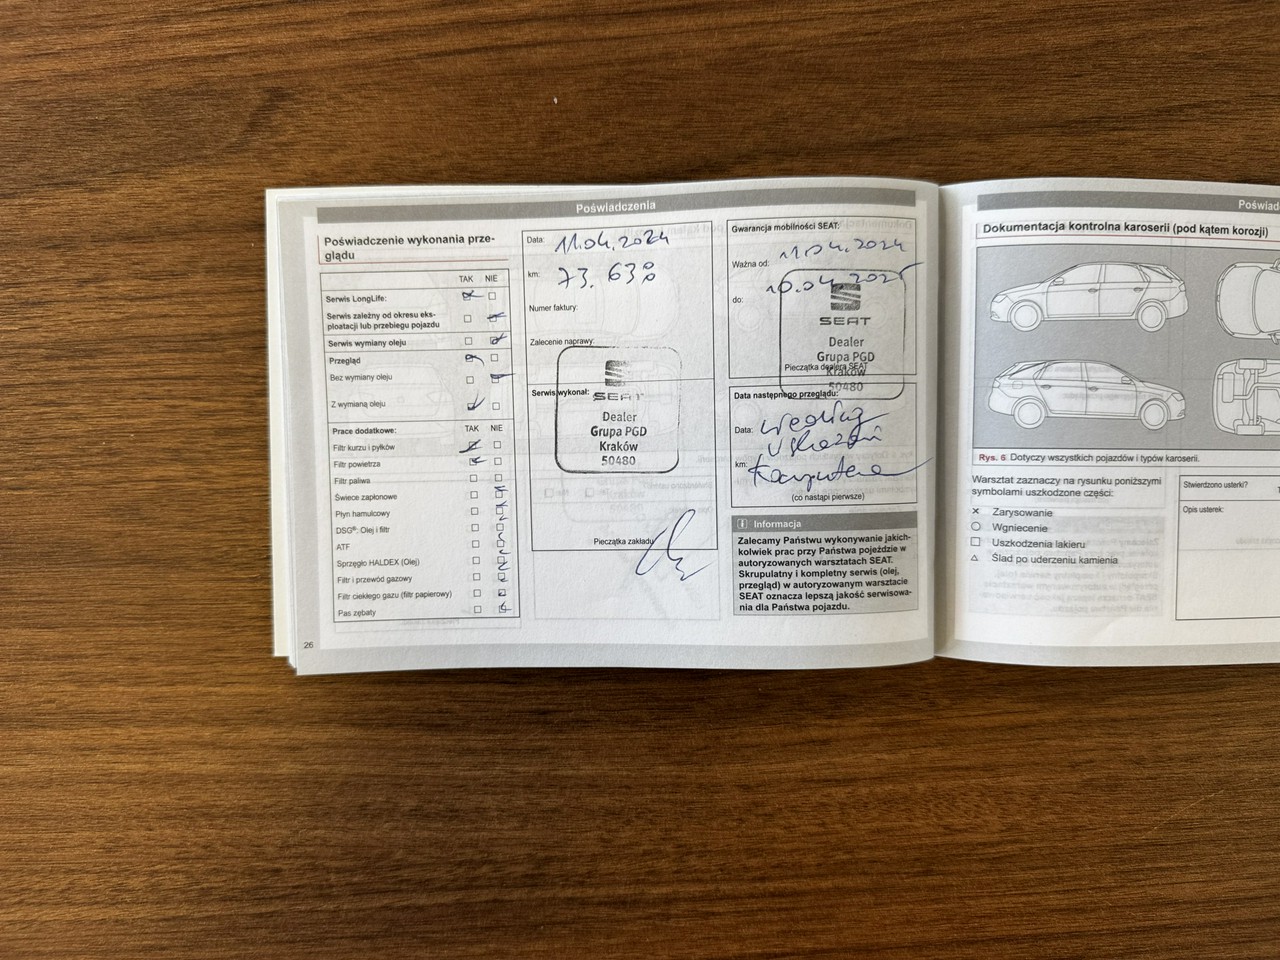 Poświadczenia
Poświadczenie wykonania prze-
glądu
TAK NIE
Serwis LongLife:
Serwis zależny od okresu eks-
ploatacji lub przebiegu pojazdu
Serwis wymiany oleju
Przegląd
Bez wymiany oleju
Z wymianą oleju
Prace dodatkowe: TAK NIE
Filtr kurzu i pyłków
Filtr powietrza
Filtr paliwa
Świece zapłonowe
Płyn hamulcowy
DSG®: Olej i filtr
ATF
Sprzęgło HALDEX (Olej)
Filtr i przewód gazowy
Filtr ciekłego gazu (filtr papierowy)
Pas zębaty
26
Data: 11.04.2024
km: 73.630
Numer faktury:
Zalecenie naprawy:
Serwis wykonał:
SEAT
Dealer
Grupa PGD
Kraków
50480
Pieczątka zakładu
Gwarancja mobilności SEAT:
Ważna od: 11.04.2024
do: 10.04.2025
SEAT
Dealer
Grupa PGD
Pieczątka dealera SEAT
Kraków
50480
Data następnego przeglądu:
Data: według
wskazań
km: komputera
(co nastąpi pierwsze)
i Informacja
Zalecamy Państwu wykonywanie jakich-
kolwiek prac przy Państwa pojeździe w
autoryzowanych warsztatach SEAT.
Skrupulatny i kompletny serwis (olej,
przegląd) w autoryzowanym warsztacie
SEAT oznacza lepszą jakość serwisowa-
nia dla Państwa pojazdu.
Dokumentacja kontrolna karoserii (pod kątem korozji)
Rys. 6 Dotyczy wszystkich pojazdów i typów karoserii.
Warsztat zaznaczy na rysunku poniższymi
symbolami uszkodzone części:
Zarysowanie
Wgniecenie
Uszkodzenia lakieru
Ślad po uderzeniu kamienia
Stwierdzono usterki?
Opis usterek: